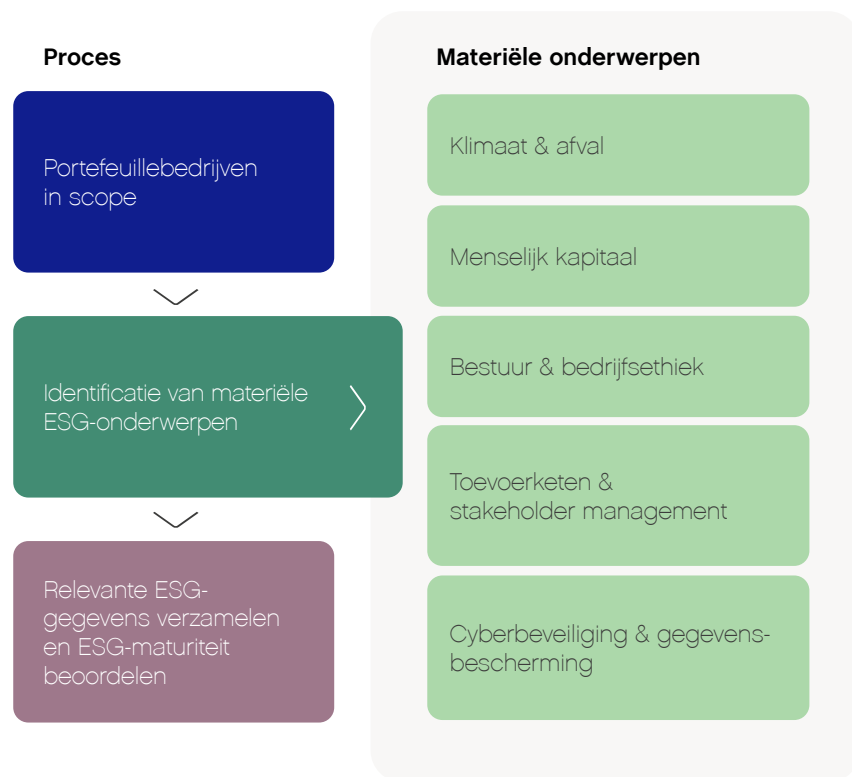 Proces
Portefeuillebedrijven
in scope
Identificatie van materiële
ESG-onderwerpen
Relevante ESG-
gegevens verzamelen
en ESG-maturiteit
beoordelen
Materiële onderwerpen
Klimaat & afval
Menselijk kapitaal
Bestuur & bedrijfsethiek
Toevoerketen &
stakeholder management
Cyberbeveiliging & gegevens-
bescherming